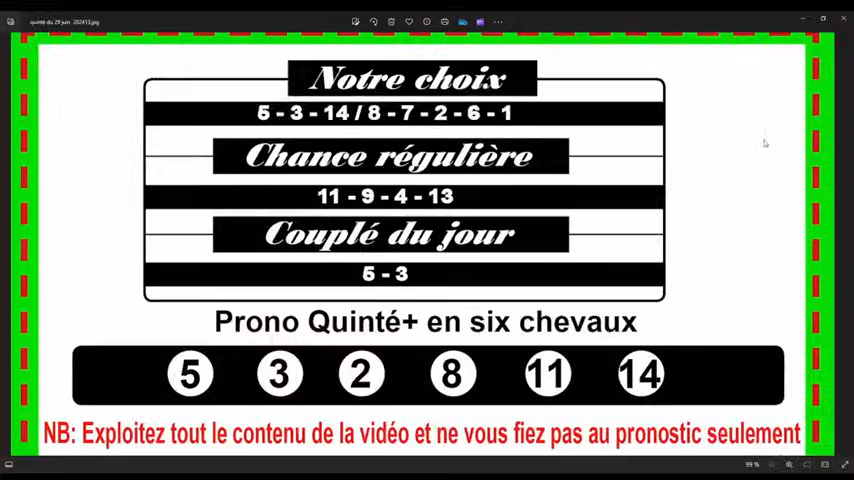 quinté du 29 juin 202413.jpg
Notre choix
5 - 3 - 14 / 8 - 7 - 2 - 6 - 1
Chance régulière
11 - 9 - 4 - 13
Couplé du jour
5 - 3
Prono Quinté+ en six chevaux
5 3 2 8 11 14
NB: Exploitez tout le contenu de la vidéo et ne vous fiez pas au pronostic seulement
99 %